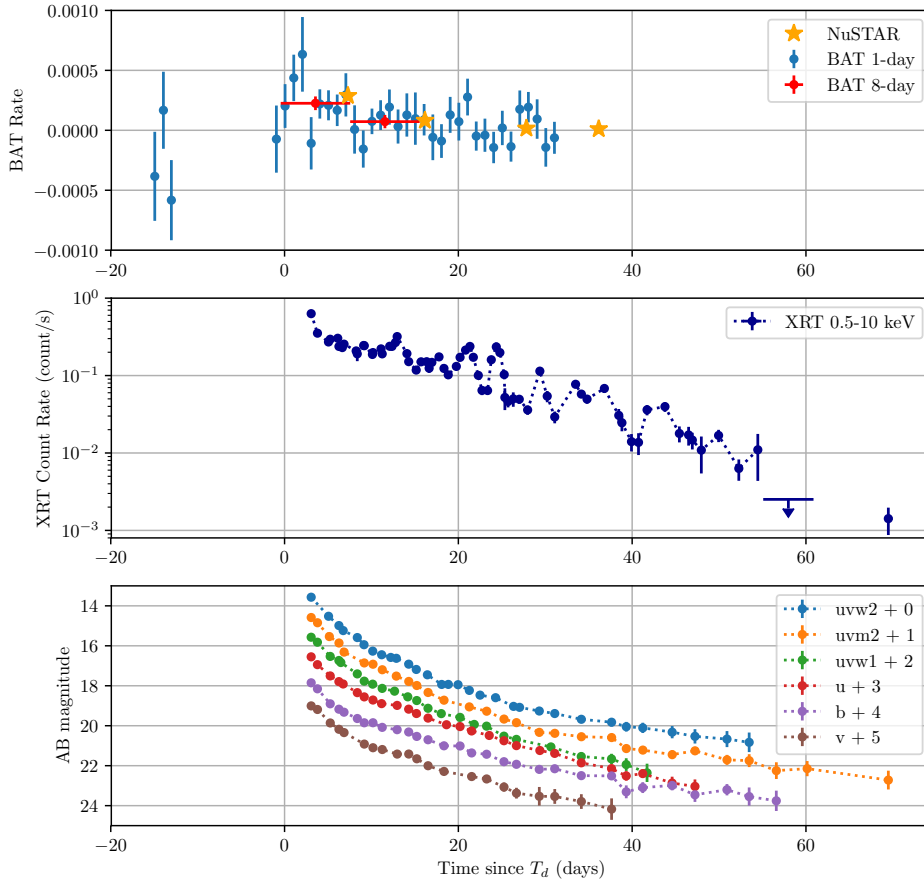 0.0010
0.0005
0.0000
−0.0005
−0.0010
BAT Rate
NuSTAR
BAT 1-day
BAT 8-day
−20
0
20
40
60
10^0
10^−1
10^−2
10^−3
XRT Count Rate (count/s)
XRT 0.5-10 keV
−20
0
20
40
60
14
16
18
20
22
24
AB magnitude
uvw2 + 0
uvm2 + 1
uvw1 + 2
u + 3
b + 4
v + 5
−20
0
20
40
60
Time since T_d (days)